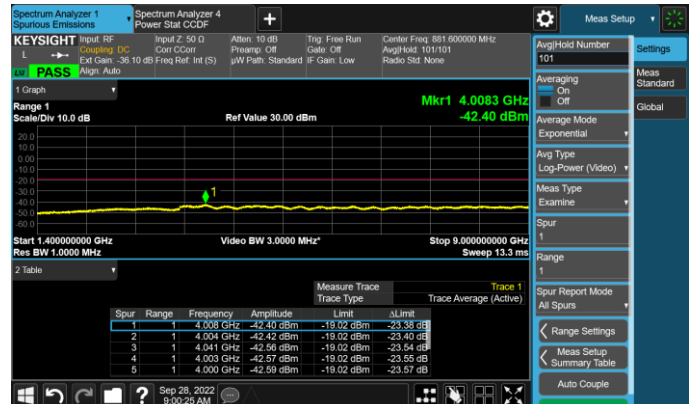 Spectrum Analyzer 1
Spurious Emissions
Spectrum Analyzer 4
Power Stat CCDF
+
Meas Setup
KEYSIGHT
L
LXI
PASS
Input: RF
Coupling: DC
Ext Gain: -36.10 dB
Align: Auto
Input Z: 50 Ω
Corr CCorr
Freq Ref: Int (S)
Atten: 10 dB
Preamp: Off
µW Path: Standard
Trig: Free Run
Gate: Off
IF Gain: Low
Center Freq: 881.600000 MHz
Avg|Hold: 101/101
Radio Std: None
1 Graph
Range 1
Scale/Div 10.0 dB
Ref Value 30.00 dBm
Mkr1 4.0083 GHz
-42.40 dBm
20.0
10.0
0.00
-10.0
-20.0
-30.0
-40.0
-50.0
-60.0
1
Start 1.400000000 GHz
Res BW 1.0000 MHz
Video BW 3.0000 MHz*
Stop 9.000000000 GHz
Sweep 13.3 ms
2 Table
Measure Trace Trace 1
Trace Type Trace Average (Active)
Spur Range Frequency Amplitude Limit ΔLimit
1 1 4.008 GHz -42.40 dBm -19.02 dBm -23.38 dB
2 1 4.004 GHz -42.42 dBm -19.02 dBm -23.40 dB
3 1 4.041 GHz -42.56 dBm -19.02 dBm -23.54 dB
4 1 4.003 GHz -42.57 dBm -19.02 dBm -23.55 dB
5 1 4.000 GHz -42.59 dBm -19.02 dBm -23.57 dB
Avg|Hold Number
101
Averaging
On
Off
Average Mode
Exponential
Avg Type
Log-Power (Video)
Meas Type
Examine
Spur
1
Range
1
Spur Report Mode
All Spurs
Range Settings
Meas Setup
Summary Table
Auto Couple
Settings
Meas
Standard
Global
?
Sep 28, 2022
9:00:25 AM